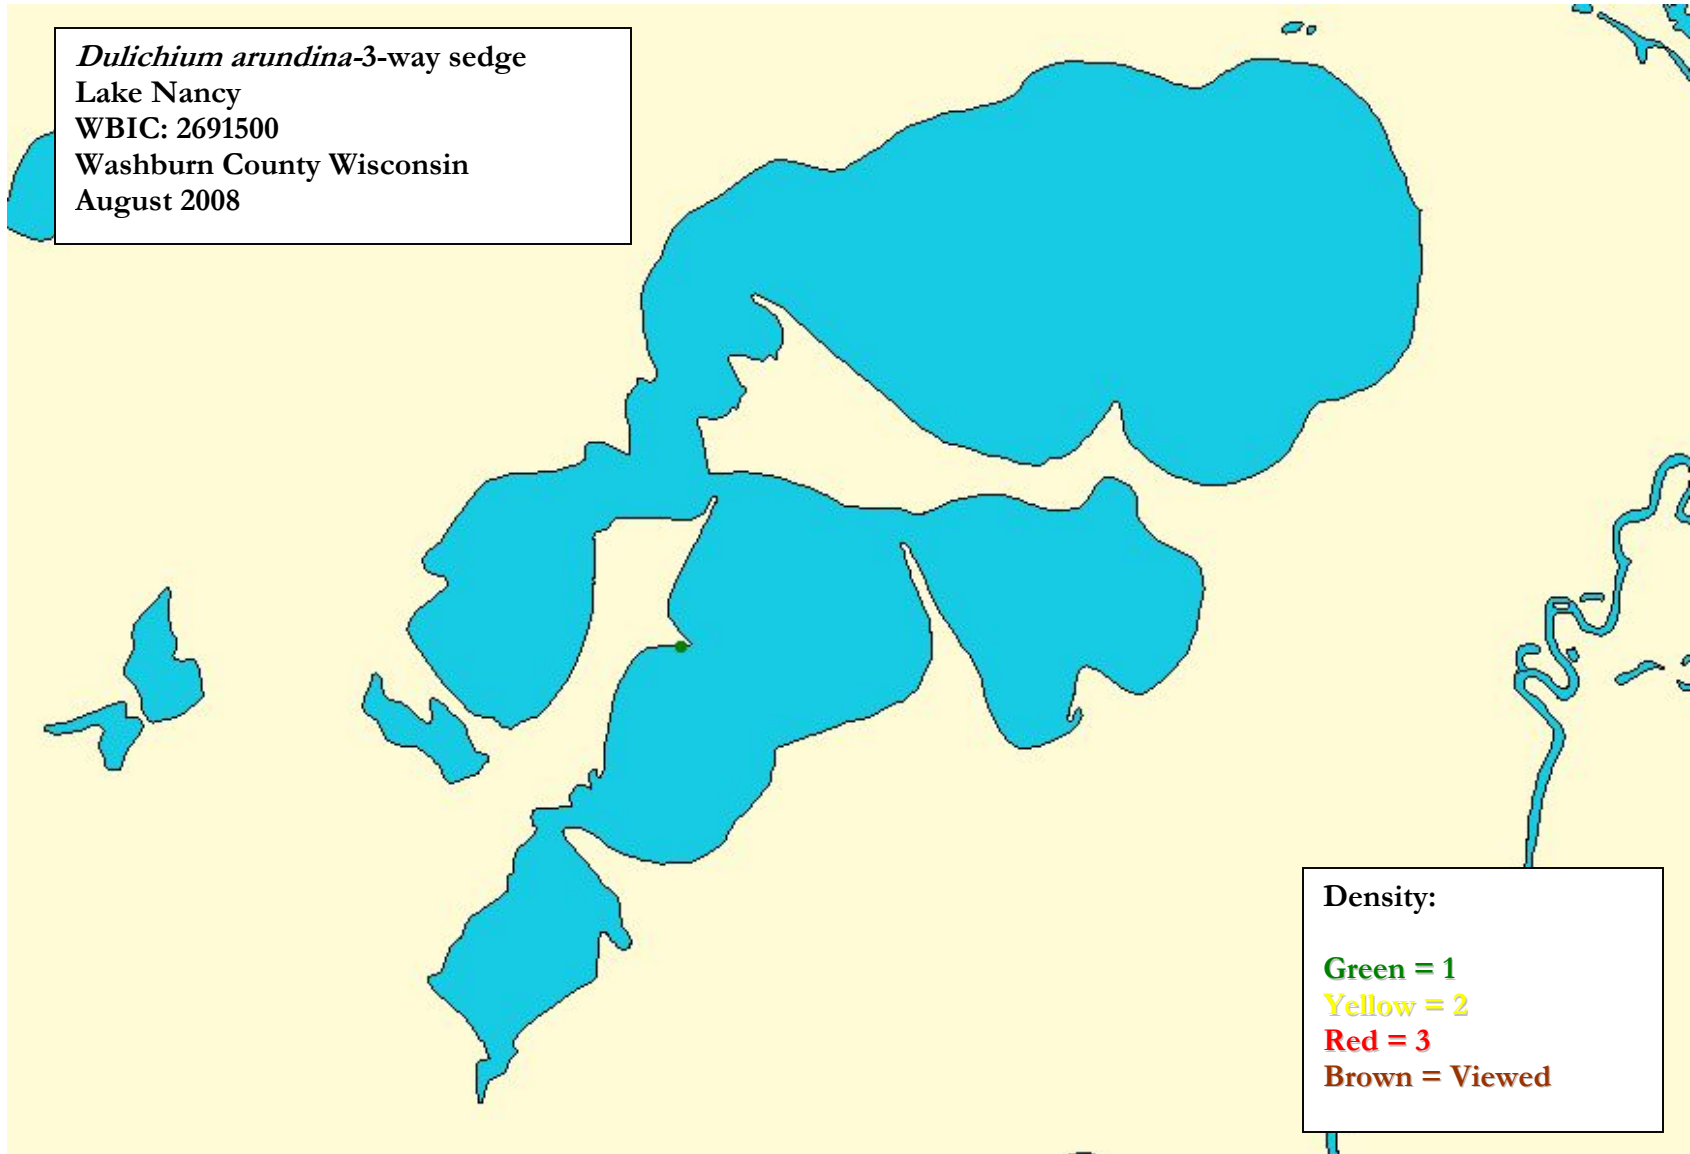 Dulichium arundina-3-way sedge
Lake Nancy
WBIC: 2691500
Washburn County Wisconsin
August 2008
Density:
Green = 1
Yellow = 2
Red = 3
Brown = Viewed